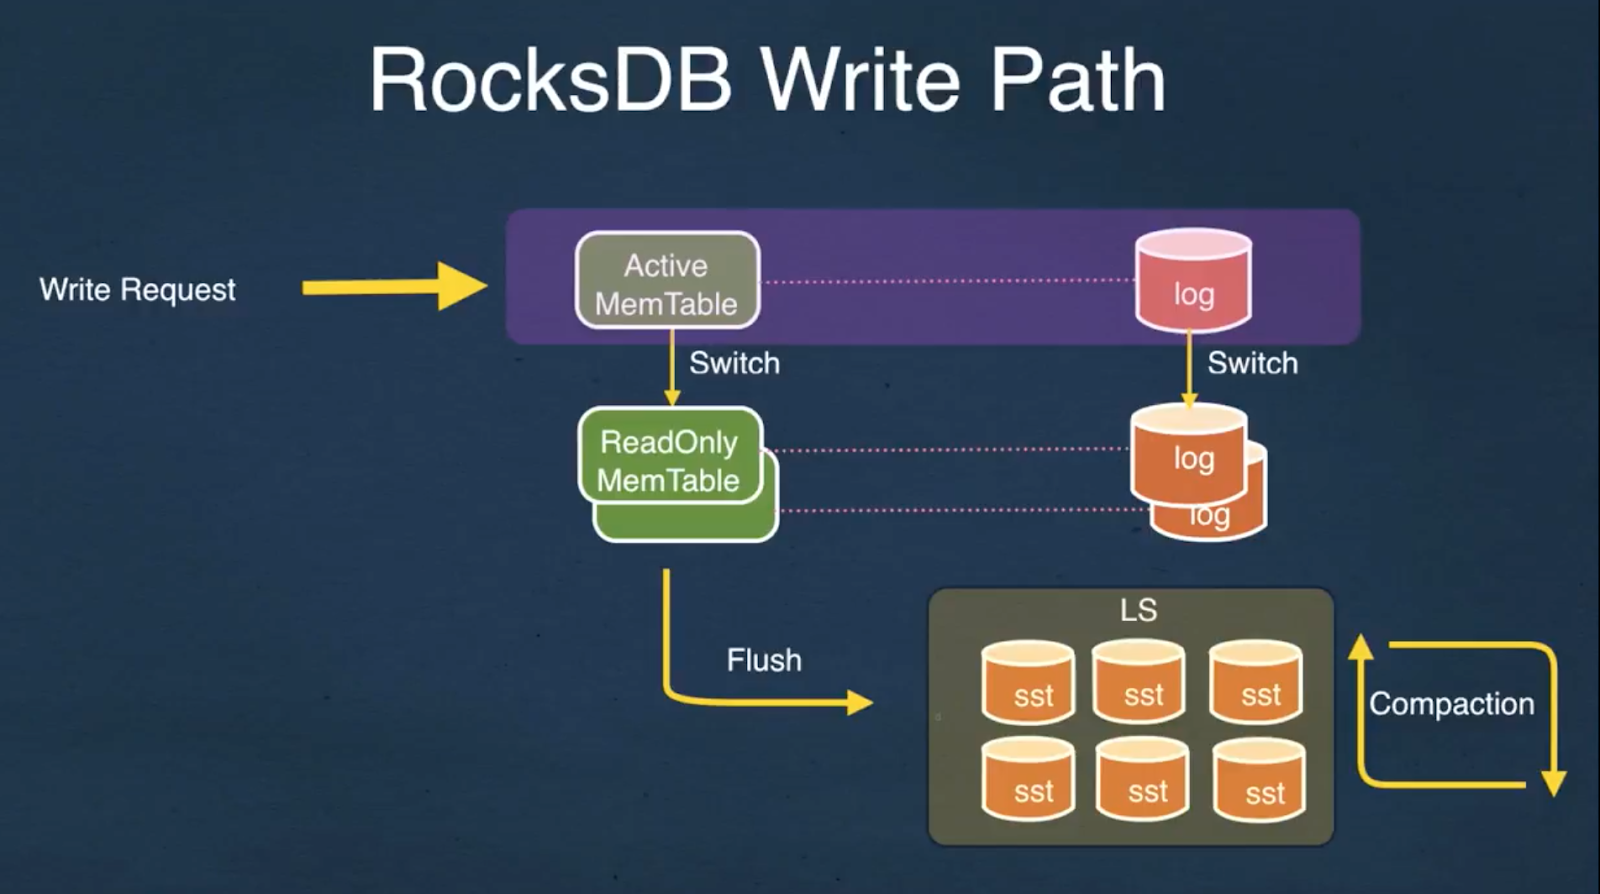 RocksDB Write Path
Write Request
Active
MemTable
log
Switch
Switch
ReadOnly
MemTable
log
log
Flush
LS
sst
sst
sst
sst
sst
sst
Compaction